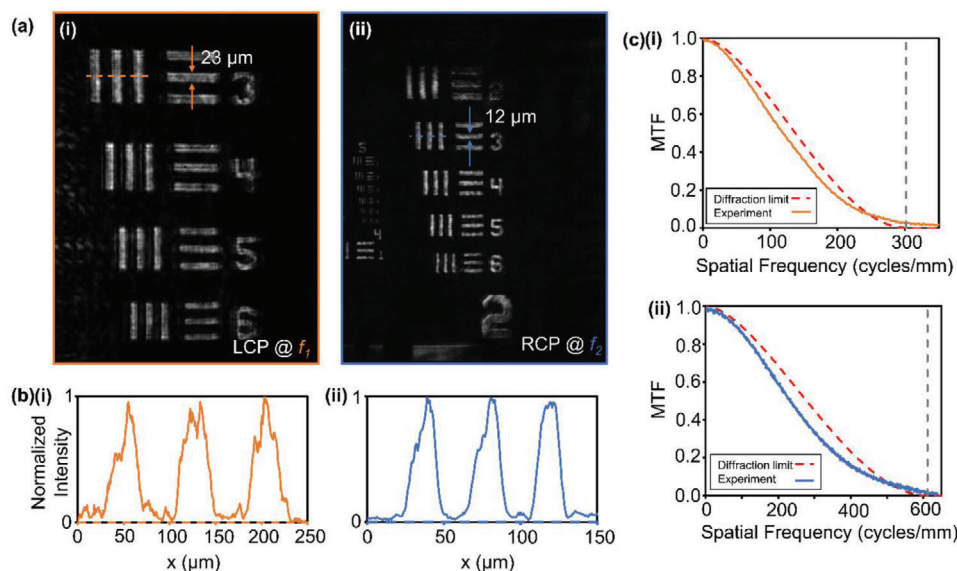 (a)
(i)
23 µm
3
4
5
6
LCP @ f₁
(ii)
12 µm
3
4
5
6
2
RCP @ f₂
(b)(i)
Normalized
Intensity
1
0
0 50 100 150 200 250
x (µm)
(ii)
1
0
0 50 100 150
x (µm)
(c)(i)
MTF
1.0
0.8
0.6
0.4
0.2
0.0
Diffraction limit
Experiment
0 100 200 300
Spatial Frequency (cycles/mm)
(ii)
MTF
1.0
0.8
0.6
0.4
0.2
0.0
Diffraction limit
Experiment
0 200 400 600
Spatial Frequency (cycles/mm)